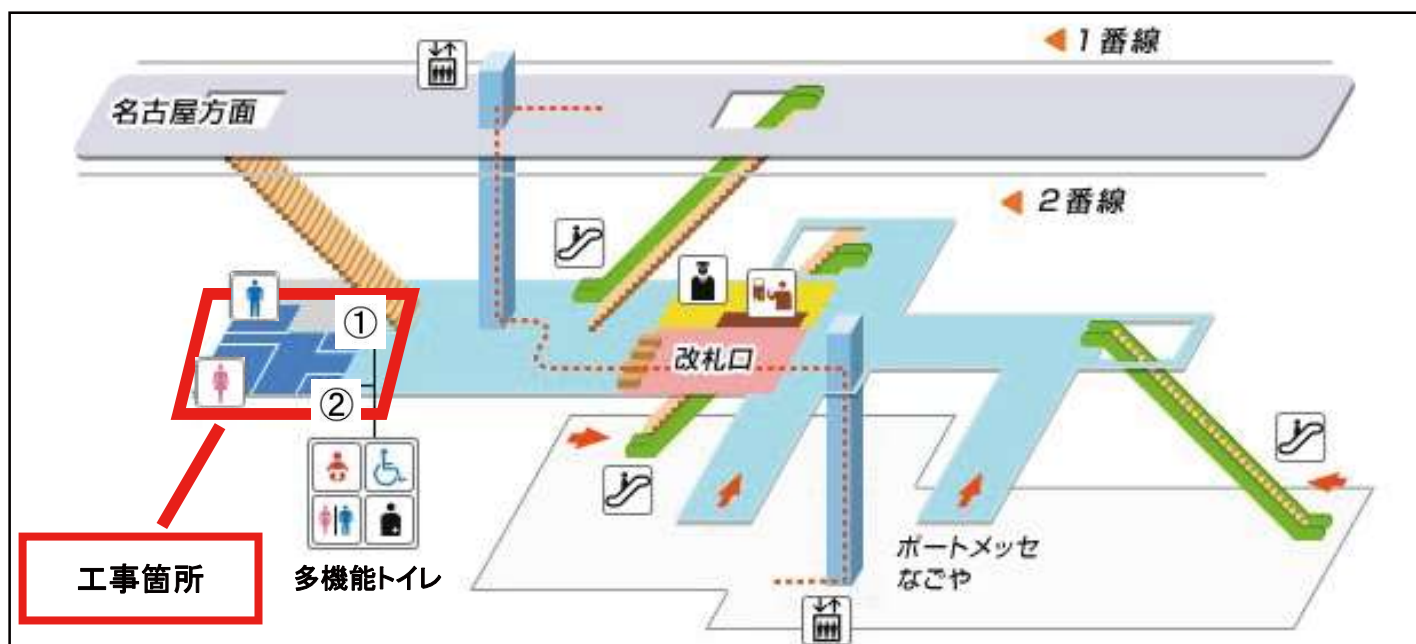 1番線
名古屋方面
2番線
改札口
①
②
ポートメッセ
なごや
工事箇所
多機能トイレ